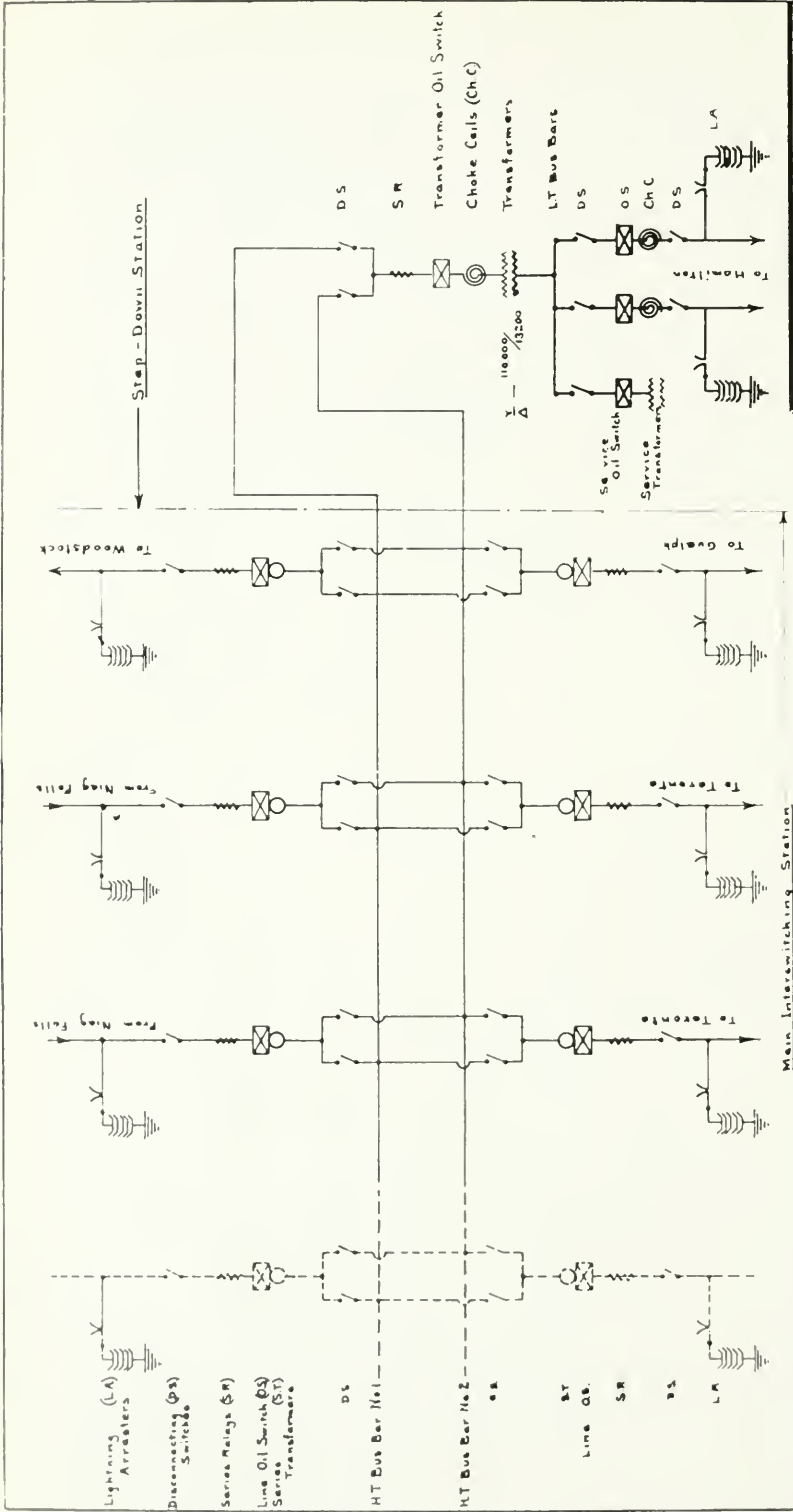 Step-Down Station
To Woodstock
From Niag Falls
From Niag Falls
Lightning (LA)
Arresters
Disconnecting (DS)
Switches
Series Relays (SR)
Line Oil Switch (OS)
Series (S.T)
Transformers
DS
HT Bus Bar No1
HT Bus Bar No 2
ST
Line OS.
SR
DS
LA
To Toronto
To Toronto
To Guelph
Main Interswitching Station
DS
SR
Transformer Oil Switch
Choke Coils (Ch.C)
Transformers
Y/Δ — 110000/13200
LT Bus Bars
DS
OS
Ch C
DS
LA
Service
Oil Switch
Service
Transformer
To Hamilton